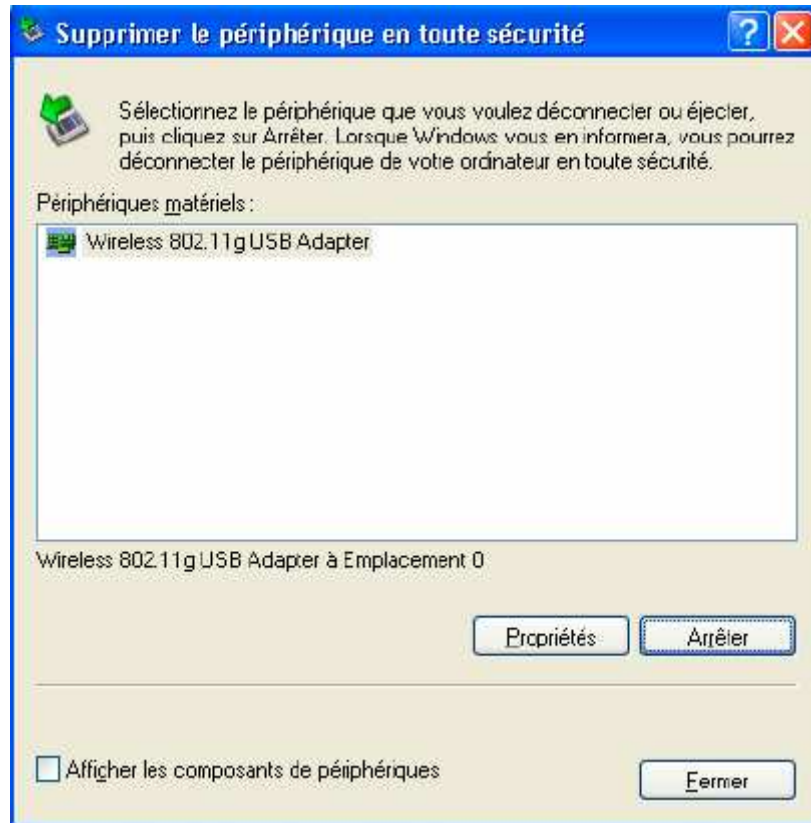 Supprimer le périphérique en toute sécurité
Sélectionnez le périphérique que vous voulez déconnecter ou éjecter,
puis cliquez sur Arrêter. Lorsque Windows vous en informera, vous pourrez
déconnecter le périphérique de votre ordinateur en toute sécurité.
Périphériques matériels :
Wireless 802.11g USB Adapter
Wireless 802.11g USB Adapter à Emplacement 0
Propriétés
Arrêter
Afficher les composants de périphériques
Fermer